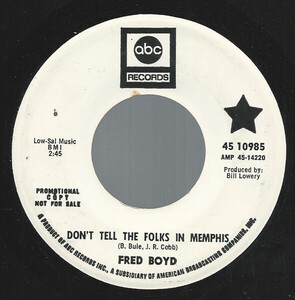 abc
RECORDS
Low-Sal Music
BMI
2:45
45 10985
AMP 45-14220
Produced by:
Bill Lowery
PROMOTIONAL
COPY
NOT FOR SALE
DON'T TELL THE FOLKS IN MEMPHIS
(B. Buie, J. R. Cobb)
FRED BOYD
A PRODUCT OF ABC RECORDS INC., A SUBSIDIARY OF AMERICAN BROADCASTING COMPANIES, INC.